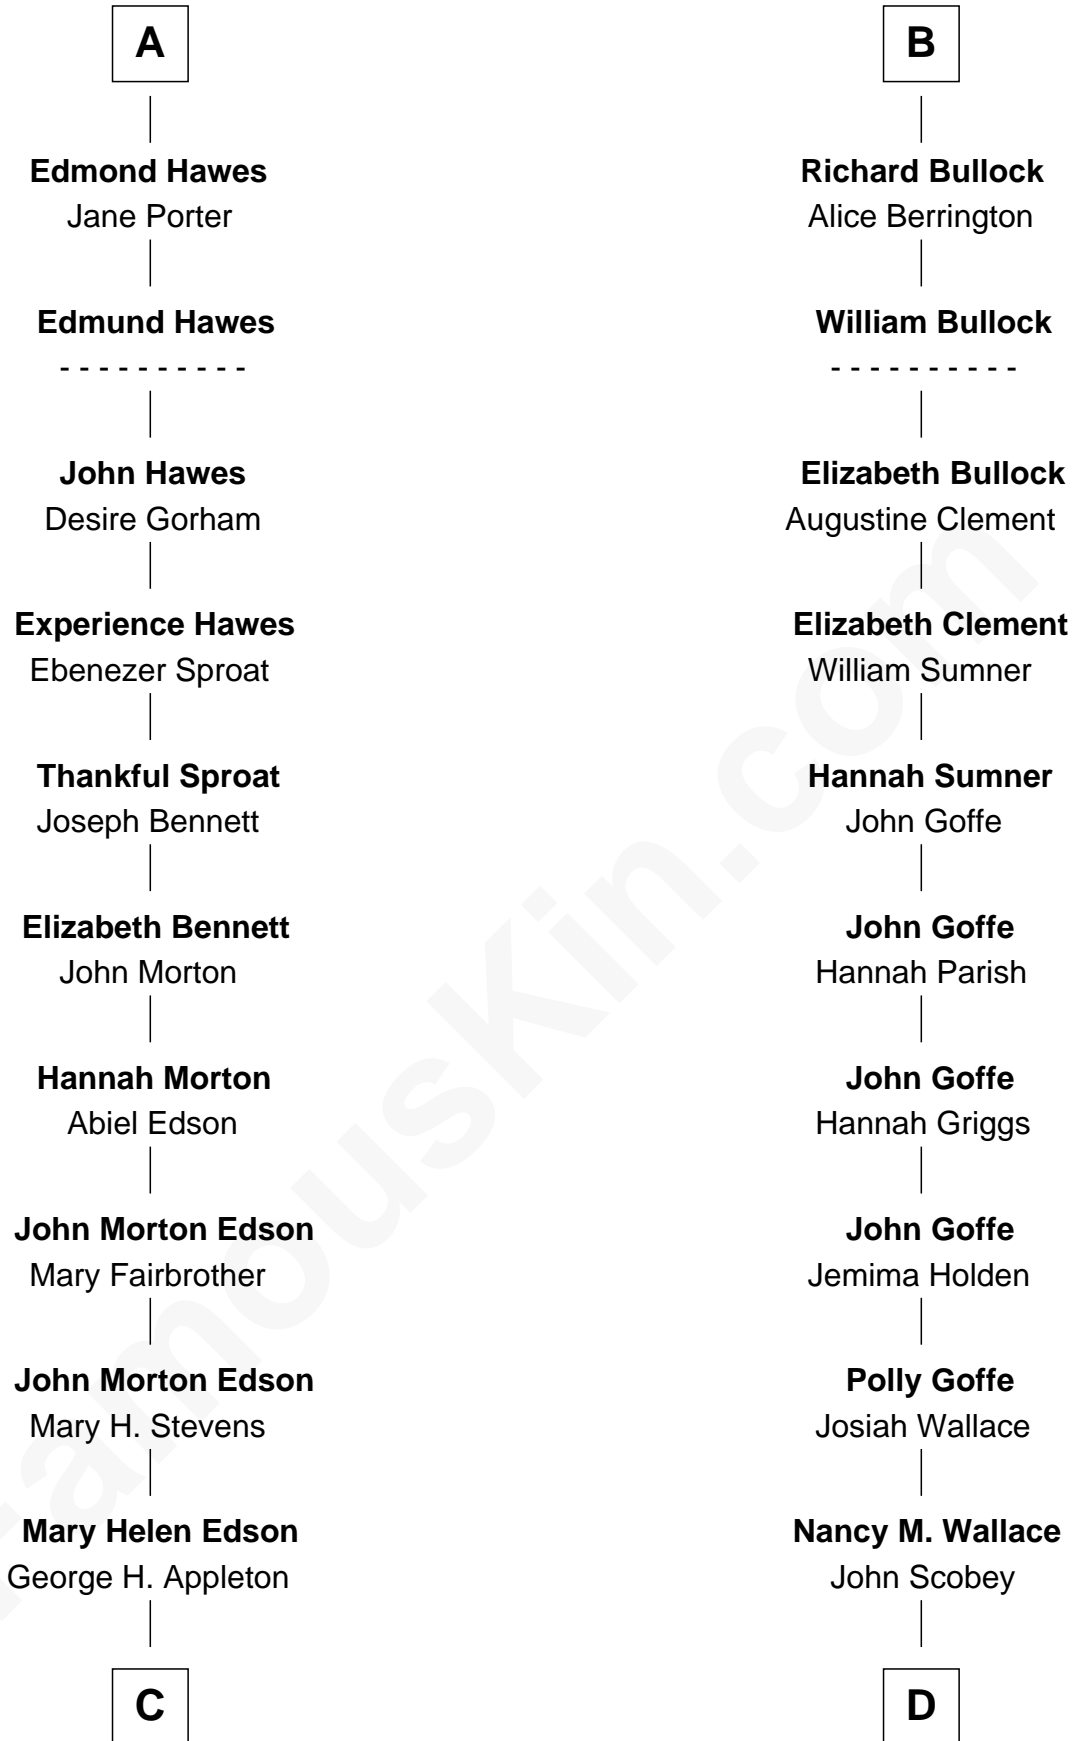 A
Edmond Hawes
Jane Porter
Edmund Hawes
- - - - - - - - - -
John Hawes
Desire Gorham
Experience Hawes
Ebenezer Sproat
Thankful Sproat
Joseph Bennett
Elizabeth Bennett
John Morton
Hannah Morton
Abiel Edson
John Morton Edson
Mary Fairbrother
John Morton Edson
Mary H. Stevens
Mary Helen Edson
George H. Appleton
C
B
Richard Bullock
Alice Berrington
William Bullock
- - - - - - - - - -
Elizabeth Bullock
Augustine Clement
Elizabeth Clement
William Sumner
Hannah Sumner
John Goffe
John Goffe
Hannah Parish
John Goffe
Hannah Griggs
John Goffe
Jemima Holden
Polly Goffe
Josiah Wallace
Nancy M. Wallace
John Scobey
D
FamousKin.com